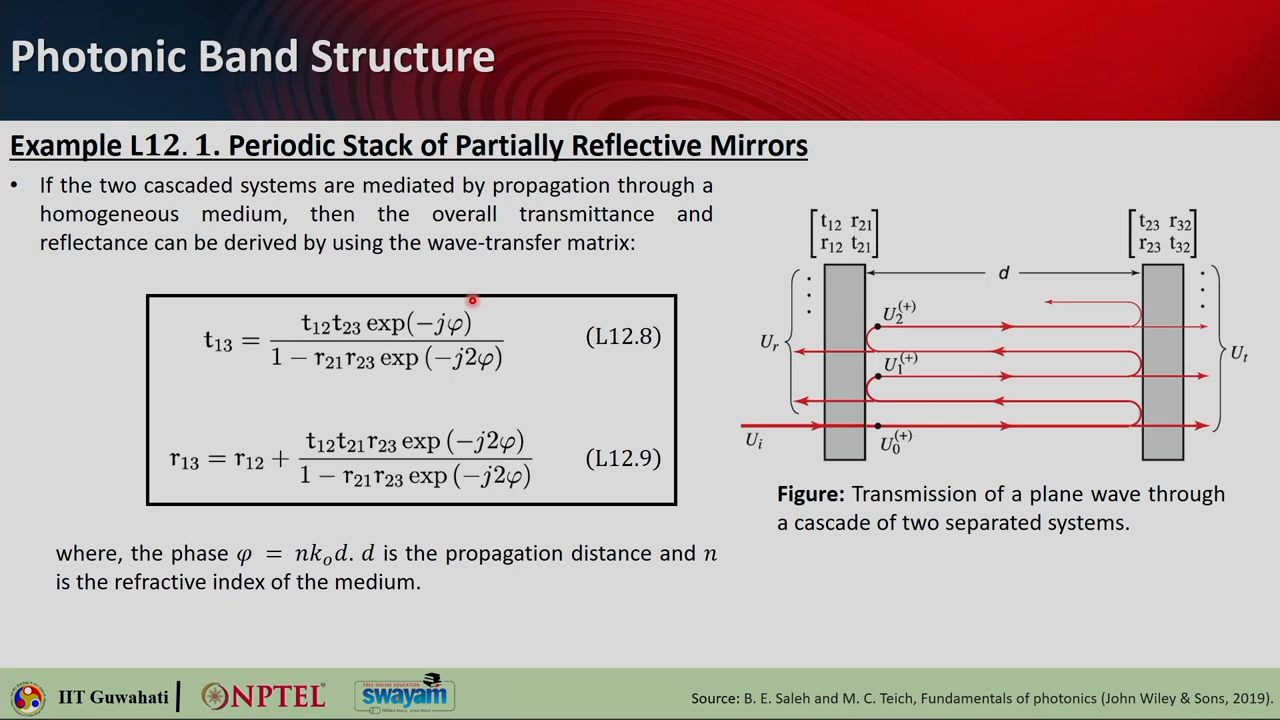 Photonic Band Structure
Example L12.1. Periodic Stack of Partially Reflective Mirrors
• If the two cascaded systems are mediated by propagation through a
homogeneous medium, then the overall transmittance and
reflectance can be derived by using the wave-transfer matrix:
t₁₃ = t₁₂t₂₃ exp(−jφ) / 1 − r₂₁r₂₃ exp (−j2φ) (L12.8)
r₁₃ = r₁₂ + t₁₂t₂₁r₂₃ exp (−j2φ) / 1 − r₂₁r₂₃ exp (−j2φ) (L12.9)
where, the phase φ = nkₒd. d is the propagation distance and n
is the refractive index of the medium.
[t₁₂ r₂₁]
[r₁₂ t₂₁]
[t₂₃ r₃₂]
[r₂₃ t₃₂]
d
U₂⁽⁺⁾
Uᵣ
U₁⁽⁺⁾
Uₜ
Uᵢ
U₀⁽⁺⁾
Figure: Transmission of a plane wave through
a cascade of two separated systems.
IIT Guwahati
NPTEL
FREE ONLINE EDUCATION
swayam
Source: B. E. Saleh and M. C. Teich, Fundamentals of photonics(John Wiley & Sons, 2019).